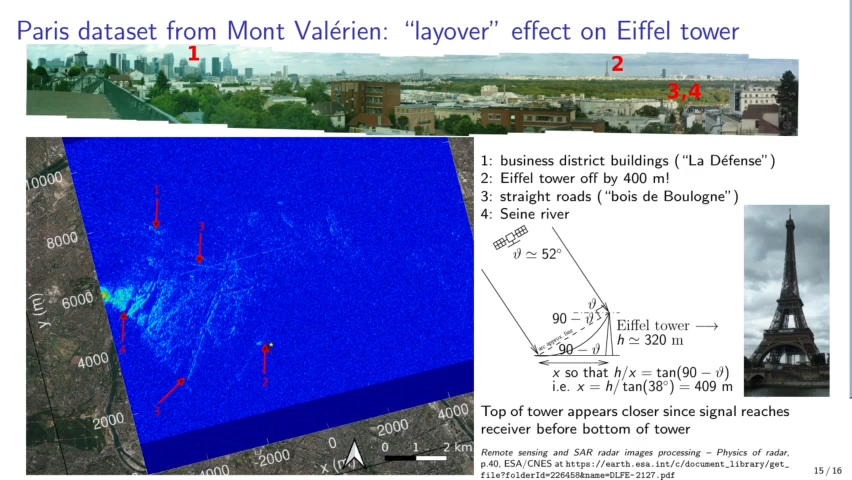 Paris dataset from Mont Valérien: “layover” effect on Eiffel tower
1
2
3,4
1: business district buildings (“La Défense”)
2: Eiffel tower off by 400 m!
3: straight roads (“bois de Boulogne”)
4: Seine river
10000
8000
6000
4000
2000
y (m)
1
3
4
3
2
-4000
-2000
0
2000
4000
x (m)
0 1 2 km
ϑ ≃ 52°
ϑ
90 − ϑ
arc approx. line
90 − ϑ
Eiffel tower ⟶
h ≃ 320 m
x so that h/x = tan(90 − ϑ)
i.e. x = h/tan(38°) = 409 m
Top of tower appears closer since signal reaches
receiver before bottom of tower
Remote sensing and SAR radar images processing – Physics of radar,
p.40, ESA/CNES at https://earth.esa.int/c/document_library/get_
file?folderId=226458&name=DLFE-2127.pdf
15 / 16